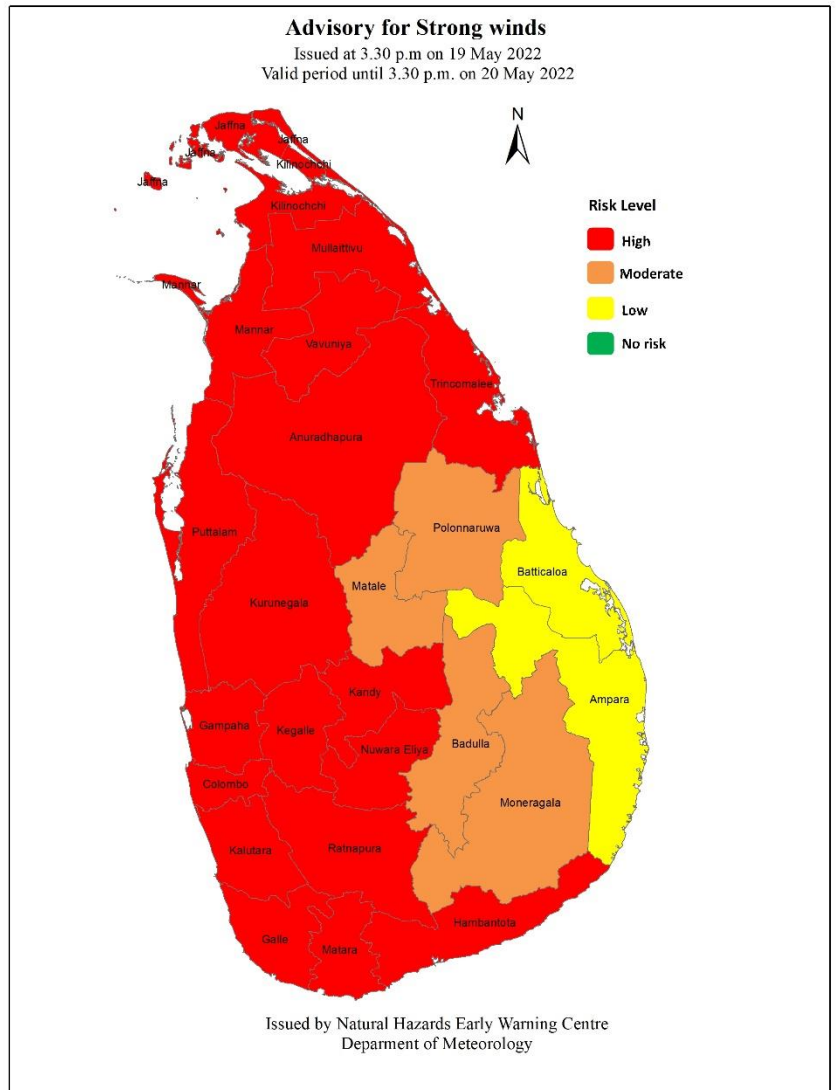 Advisory for Strong winds
Issued at 3.30 p.m on 19 May 2022
Valid period until 3.30 p.m. on 20 May 2022
N
Jaffna
Jaffna
Jaffna
Kilinochchi
Jaffna
Kilinochchi
Risk Level
High
Moderate
Low
No risk
Mullaittivu
Mannar
Mannar
Vavuniya
Trincomalee
Anuradhapura
Puttalam
Polonnaruwa
Batticaloa
Matale
Kurunegala
Kandy
Ampara
Gampaha
Kegalle
Nuwara Eliya
Badulla
Colombo
Moneragala
Kalutara
Ratnapura
Hambantota
Galle
Matara
Issued by Natural Hazards Early Warning Centre
Deparment of Meteorology